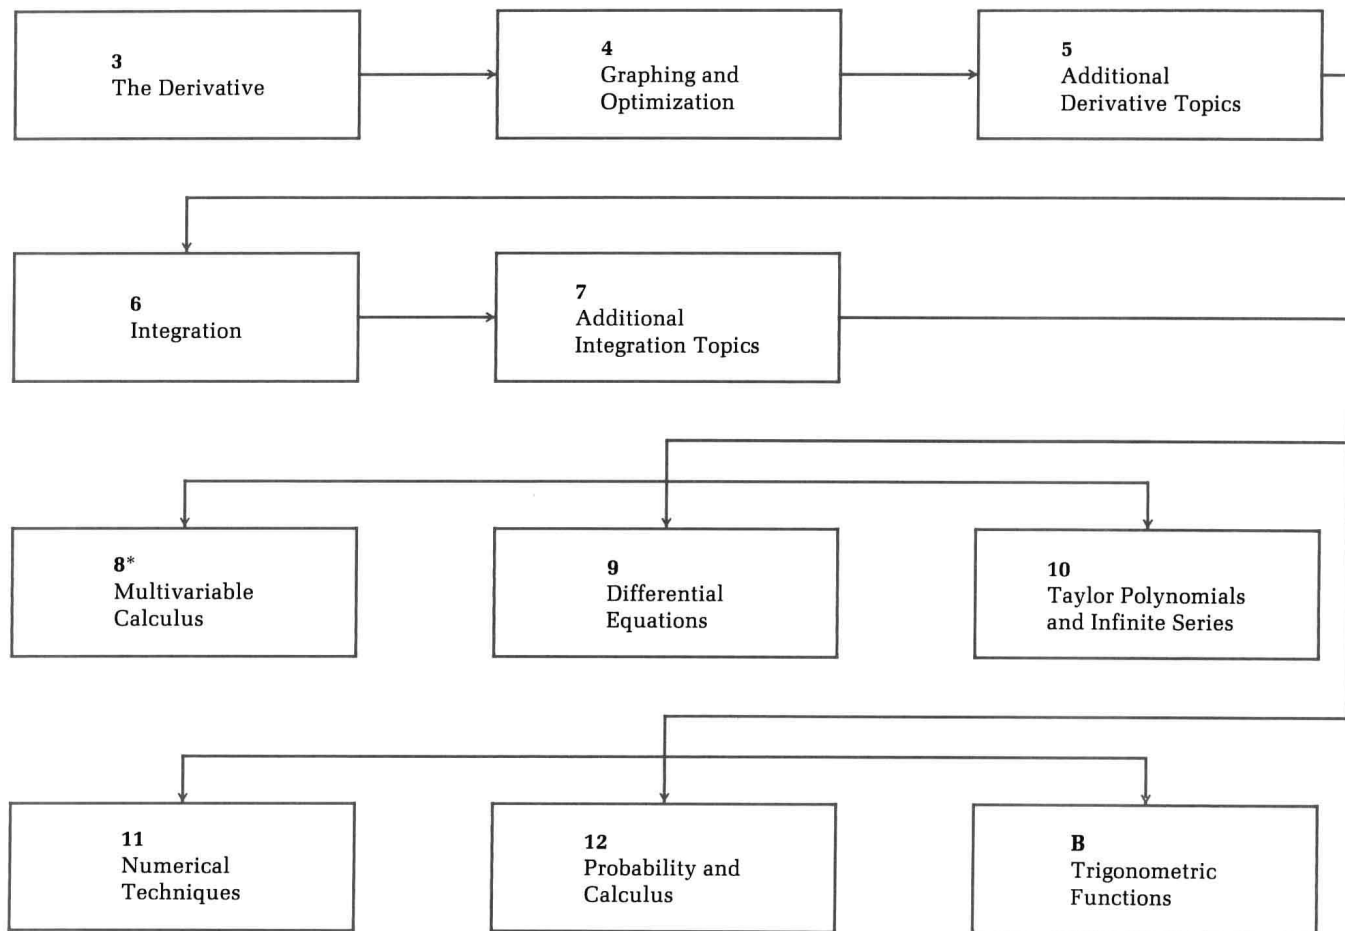 3
The Derivative
4
Graphing and
Optimization
5
Additional
Derivative Topics
6
Integration
7
Additional
Integration Topics
8*
Multivariable
Calculus
9
Differential
Equations
10
Taylor Polynomials
and Infinite Series
11
Numerical
Techniques
12
Probability and
Calculus
B
Trigonometric
Functions